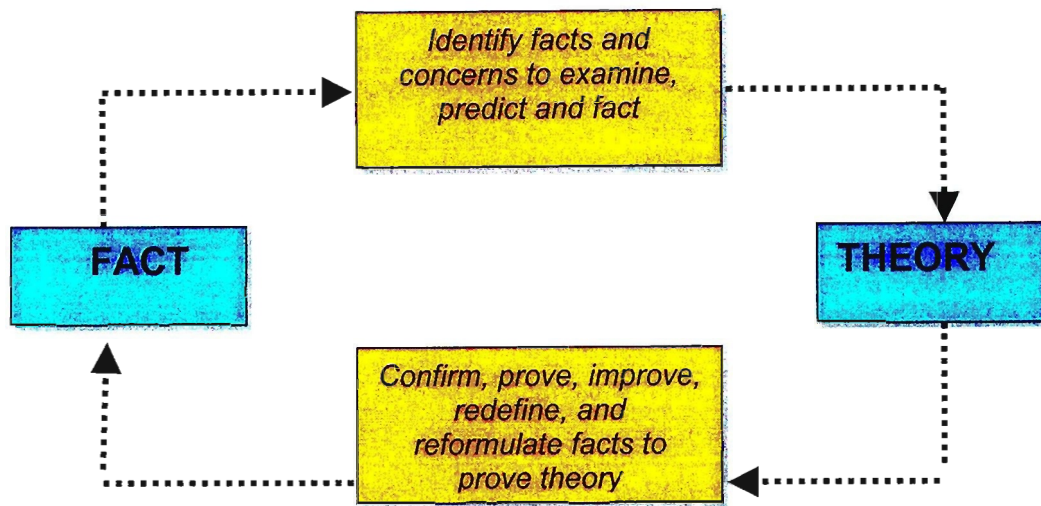 Identify facts and
concerns to examine,
predict and fact
FACT
THEORY
Confirm, prove, improve,
redefine, and
reformulate facts to
prove theory